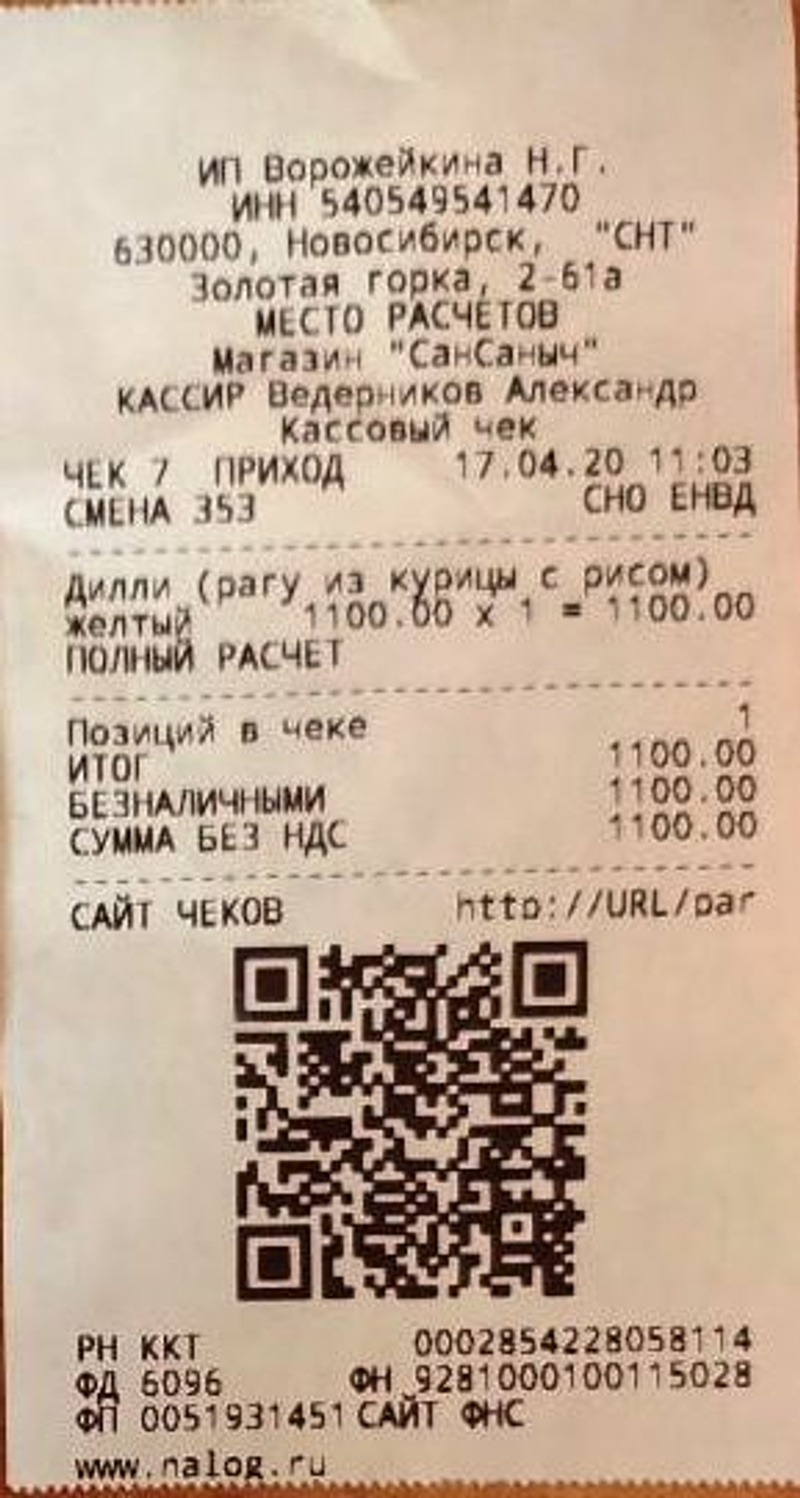 ИП Ворожейкина Н.Г.
ИНН 540549541470
630000, Новосибирск, "СНТ"
Золотая горка, 2-61а
МЕСТО РАСЧЕТОВ
Магазин "СанСаныч"
КАССИР Ведерников Александр
Кассовый чек
ЧЕК 7 ПРИХОД 17.04.20 11:03
СМЕНА 353 СНО ЕНВД
Дилли (рагу из курицы с рисом)
желтый 1100.00 x 1 = 1100.00
ПОЛНЫЙ РАСЧЕТ
Позиций в чеке 1
ИТОГ 1100.00
БЕЗНАЛИЧНЫМИ 1100.00
СУММА БЕЗ НДС 1100.00
САЙТ ЧЕКОВ http://URL/par
РН ККТ 0002854228058114
ФД 6096 ФН 9281000100115028
ФП 0051931451 САЙТ ФНС
www.nalog.ru